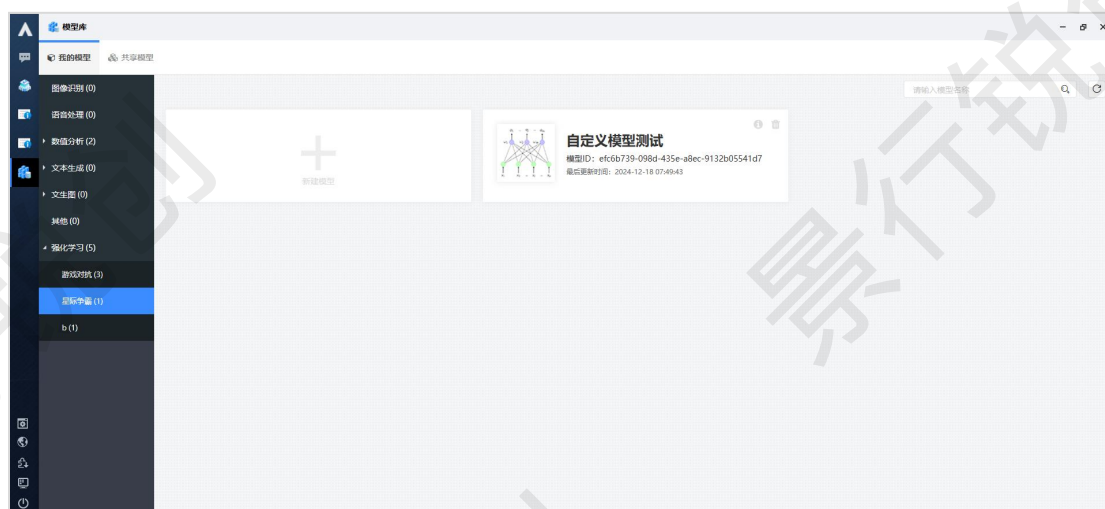 模型库
我的模型 共享模型
图像识别 (0)
语音处理 (0)
数值分析 (2)
文本生成 (0)
文生图 (0)
其他 (0)
强化学习 (5)
游戏对抗 (3)
星际争霸 (1)
b (1)
请输入模型名称
新建模型
自定义模型测试
模型ID: efc6b739-098d-435e-a8ec-9132b05541d7
最后更新时间: 2024-12-18 07:49:43
景行锐创